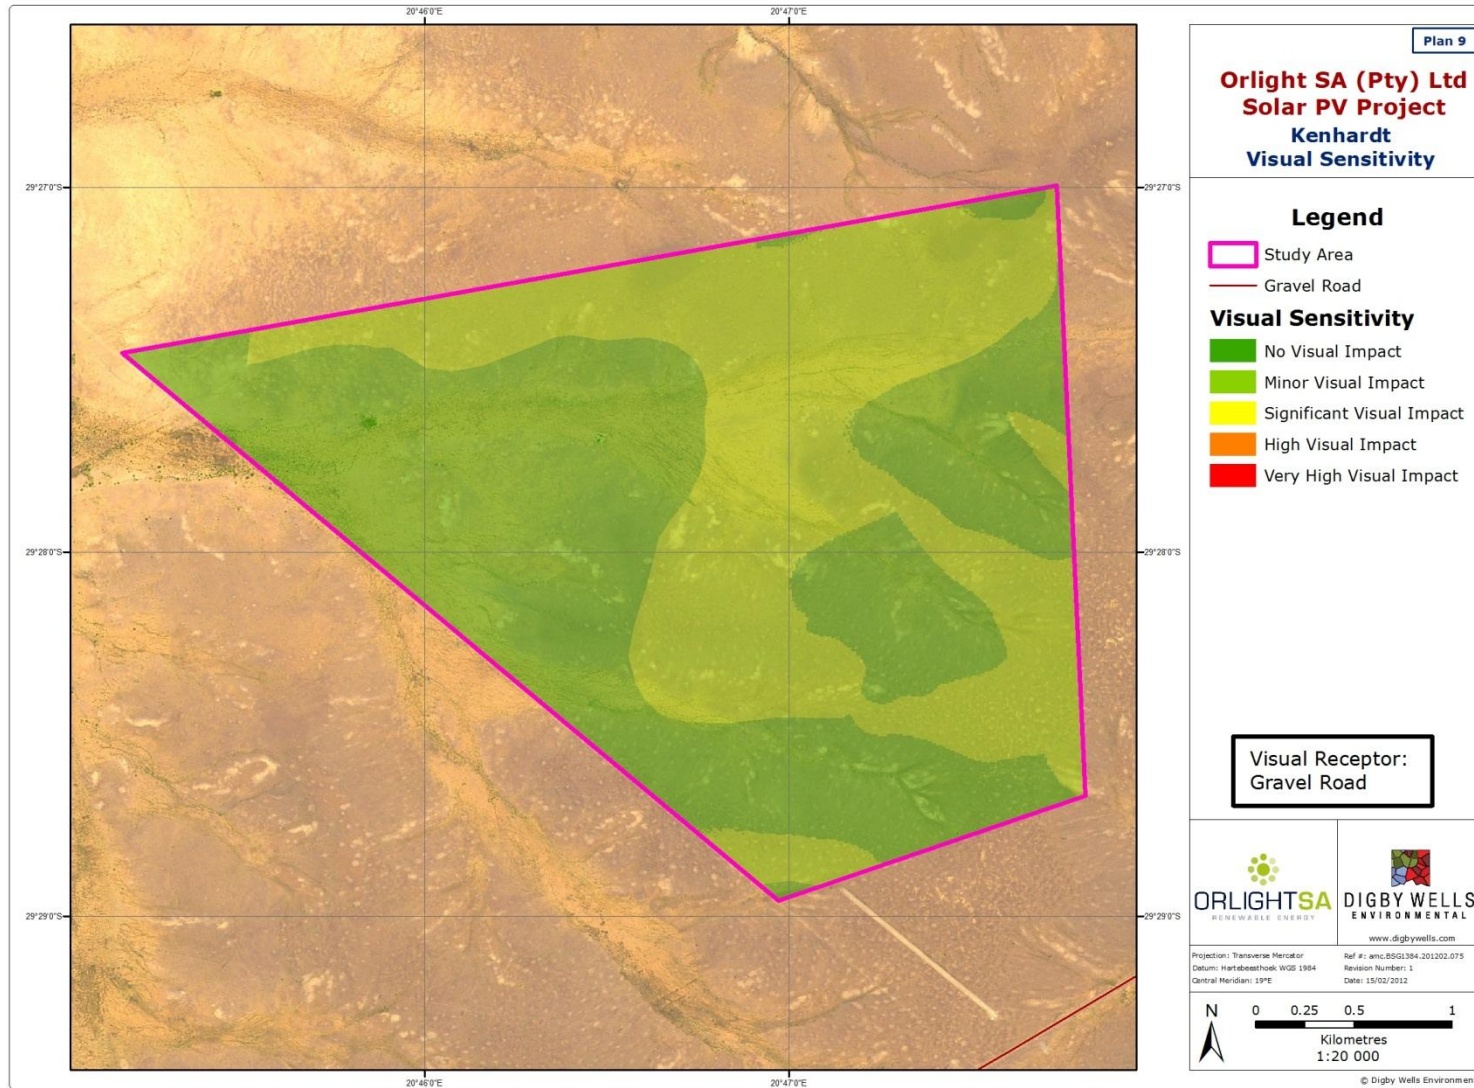 20°46'0"E
20°47'0"E
29°27'0"S
29°27'0"S
29°28'0"S
29°28'0"S
29°29'0"S
29°29'0"S
20°46'0"E
20°47'0"E
Plan 9
Orlight SA (Pty) Ltd
Solar PV Project
Kenhardt
Visual Sensitivity
Legend
Study Area
Gravel Road
Visual Sensitivity
No Visual Impact
Minor Visual Impact
Significant Visual Impact
High Visual Impact
Very High Visual Impact
Visual Receptor:
Gravel Road
ORLIGHTSA
RENEWABLE ENERGY
DIGBY WELLS
ENVIRONMENTAL
www.digbywells.com
Projection: Transverse Mercator
Datum: Hartebeesthoek WGS 1984
Central Meridian: 19°E
Ref #: amc.BSG1384.201202.075
Revision Number: 1
Date: 15/02/2012
N
0 0.25 0.5 1
Kilometres
1:20 000
© Digby Wells Environmen